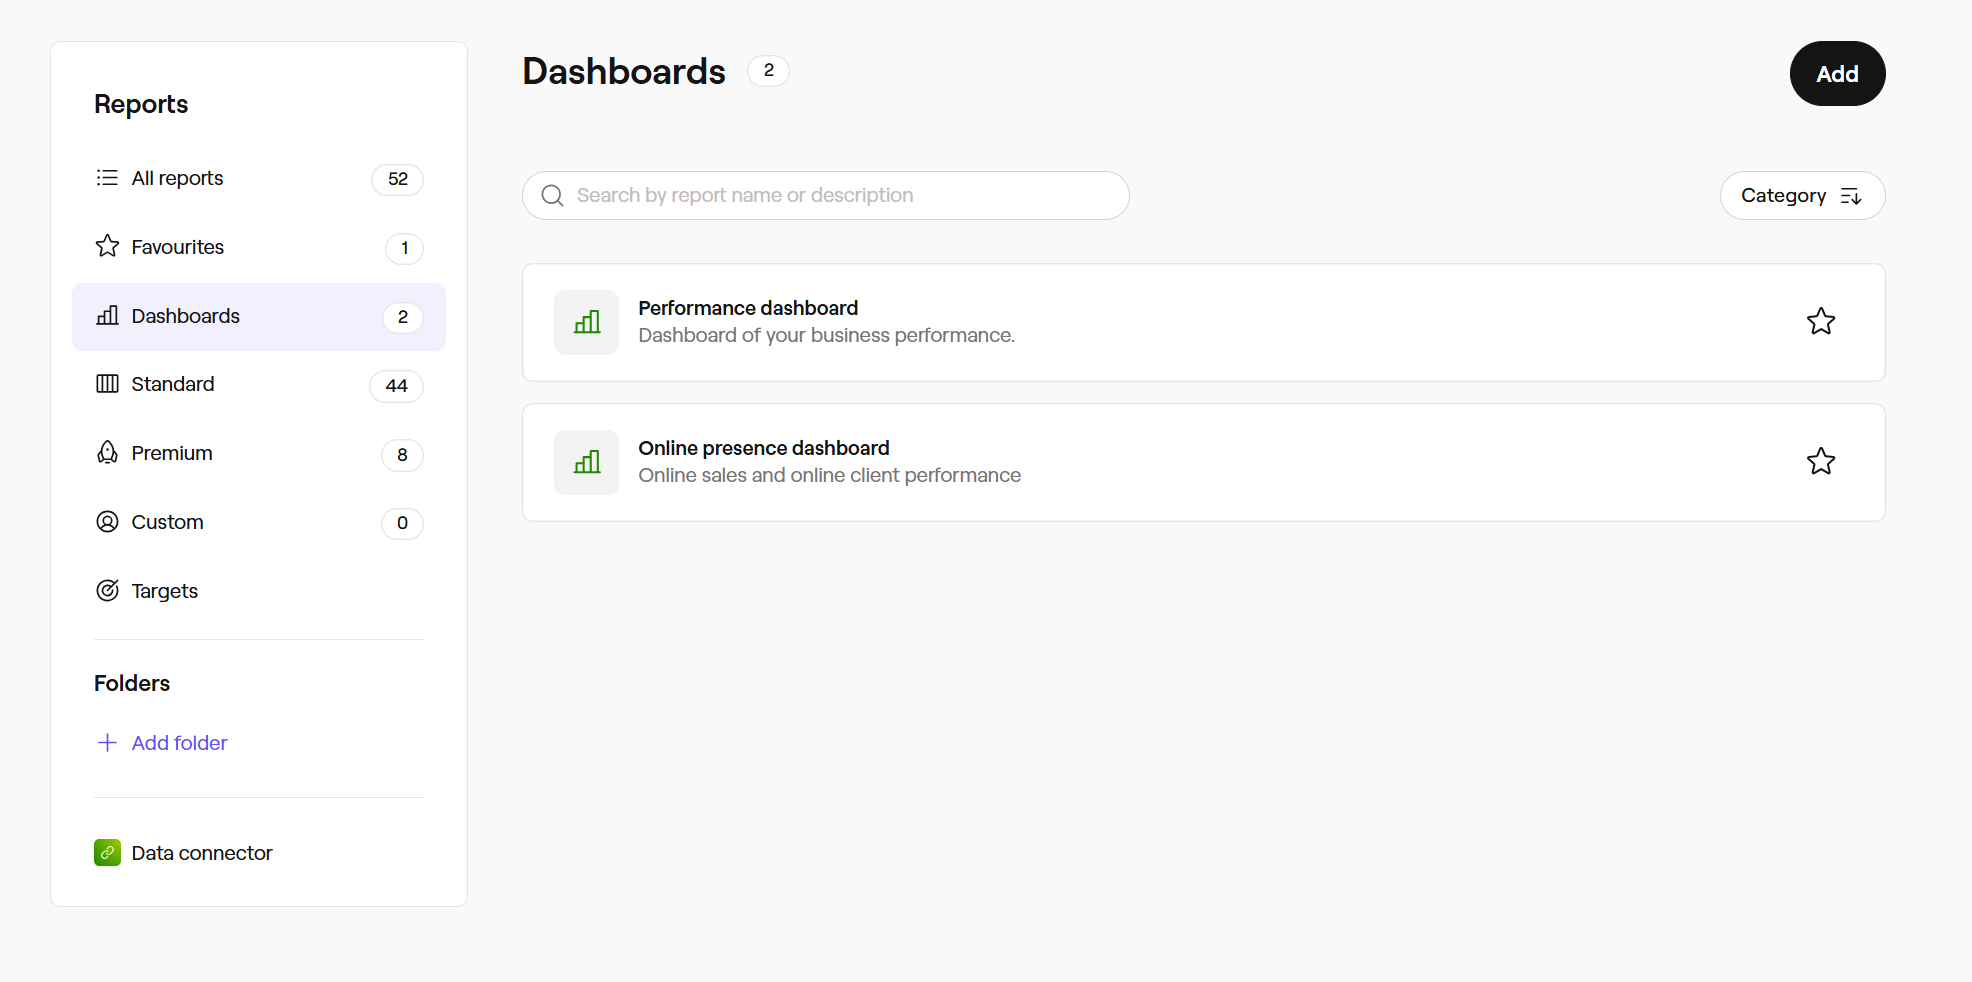 Reports
All reports 52
Favourites 1
Dashboards 2
Standard 44
Premium 8
Custom 0
Targets
Folders
Add folder
Data connector
Dashboards 2
Add
Search by report name or description
Category
Performance dashboard
Dashboard of your business performance.
Online presence dashboard
Online sales and online client performance